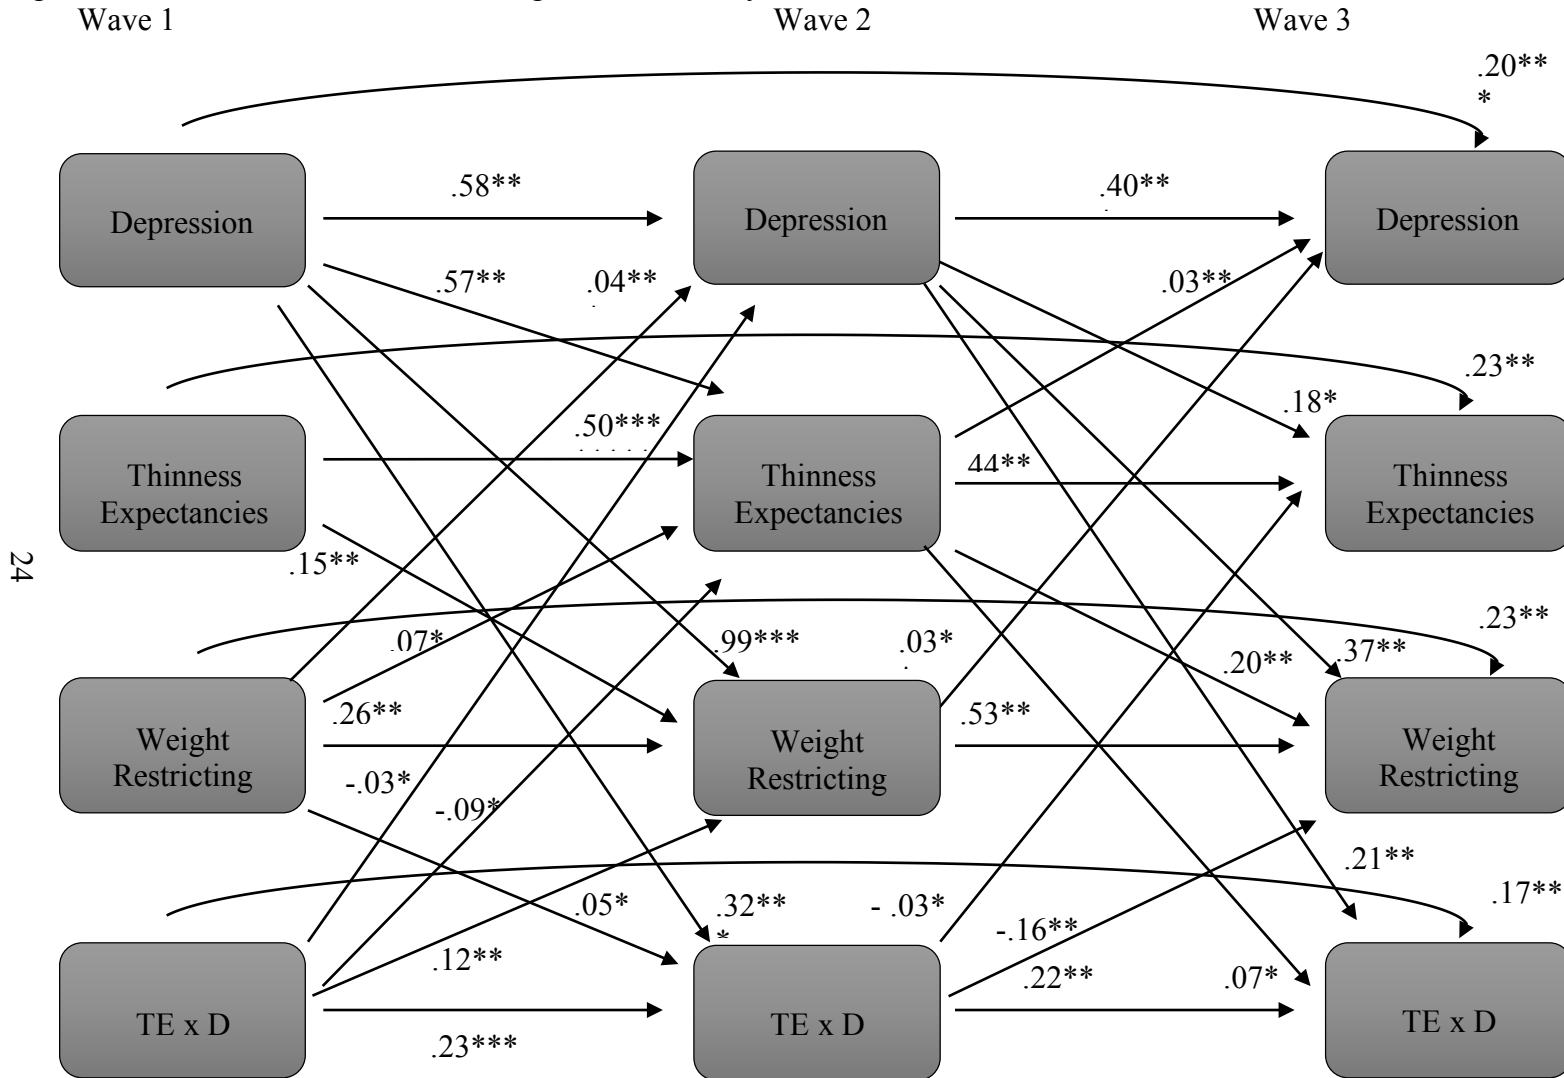 Wave 1
Wave 2
Wave 3
.20**
*
Depression
.58**
Depression
.40**
Depression
.57**
.04**
.03**
.23**
.18*
Thinness
Expectancies
.50***
Thinness
Expectancies
.44**
Thinness
Expectancies
24
.15**
.07*
.99***
.03*
.20**
.37**
.23**
Weight
Restricting
.26**
Weight
Restricting
.53**
Weight
Restricting
-.03*
-.09*
.21**
.17**
.05*
.32**
*
- .03*
-.16**
.12**
.22**
.07*
TE x D
TE x D
TE x D
.23***